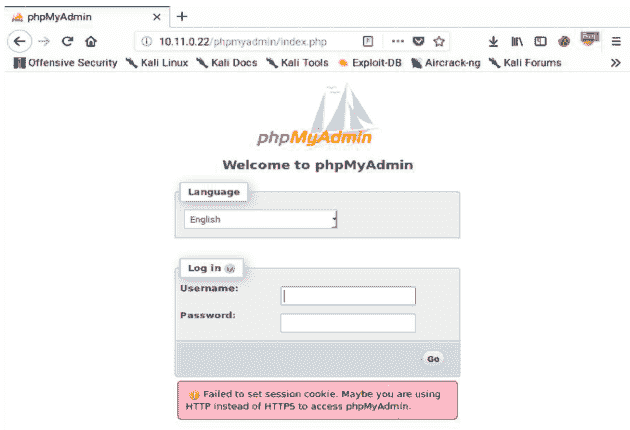 phpMyAdmin
10.11.0.22/phpmyadmin/index.php
Offensive Security Kali Linux Kali Docs Kali Tools Exploit-DB Aircrack-ng Kali Forums
phpMyAdmin
Welcome to phpMyAdmin
Language
English
Log in
Username:
Password:
Go
Failed to set session cookie. Maybe you are using
HTTP instead of HTTPS to access phpMyAdmin.